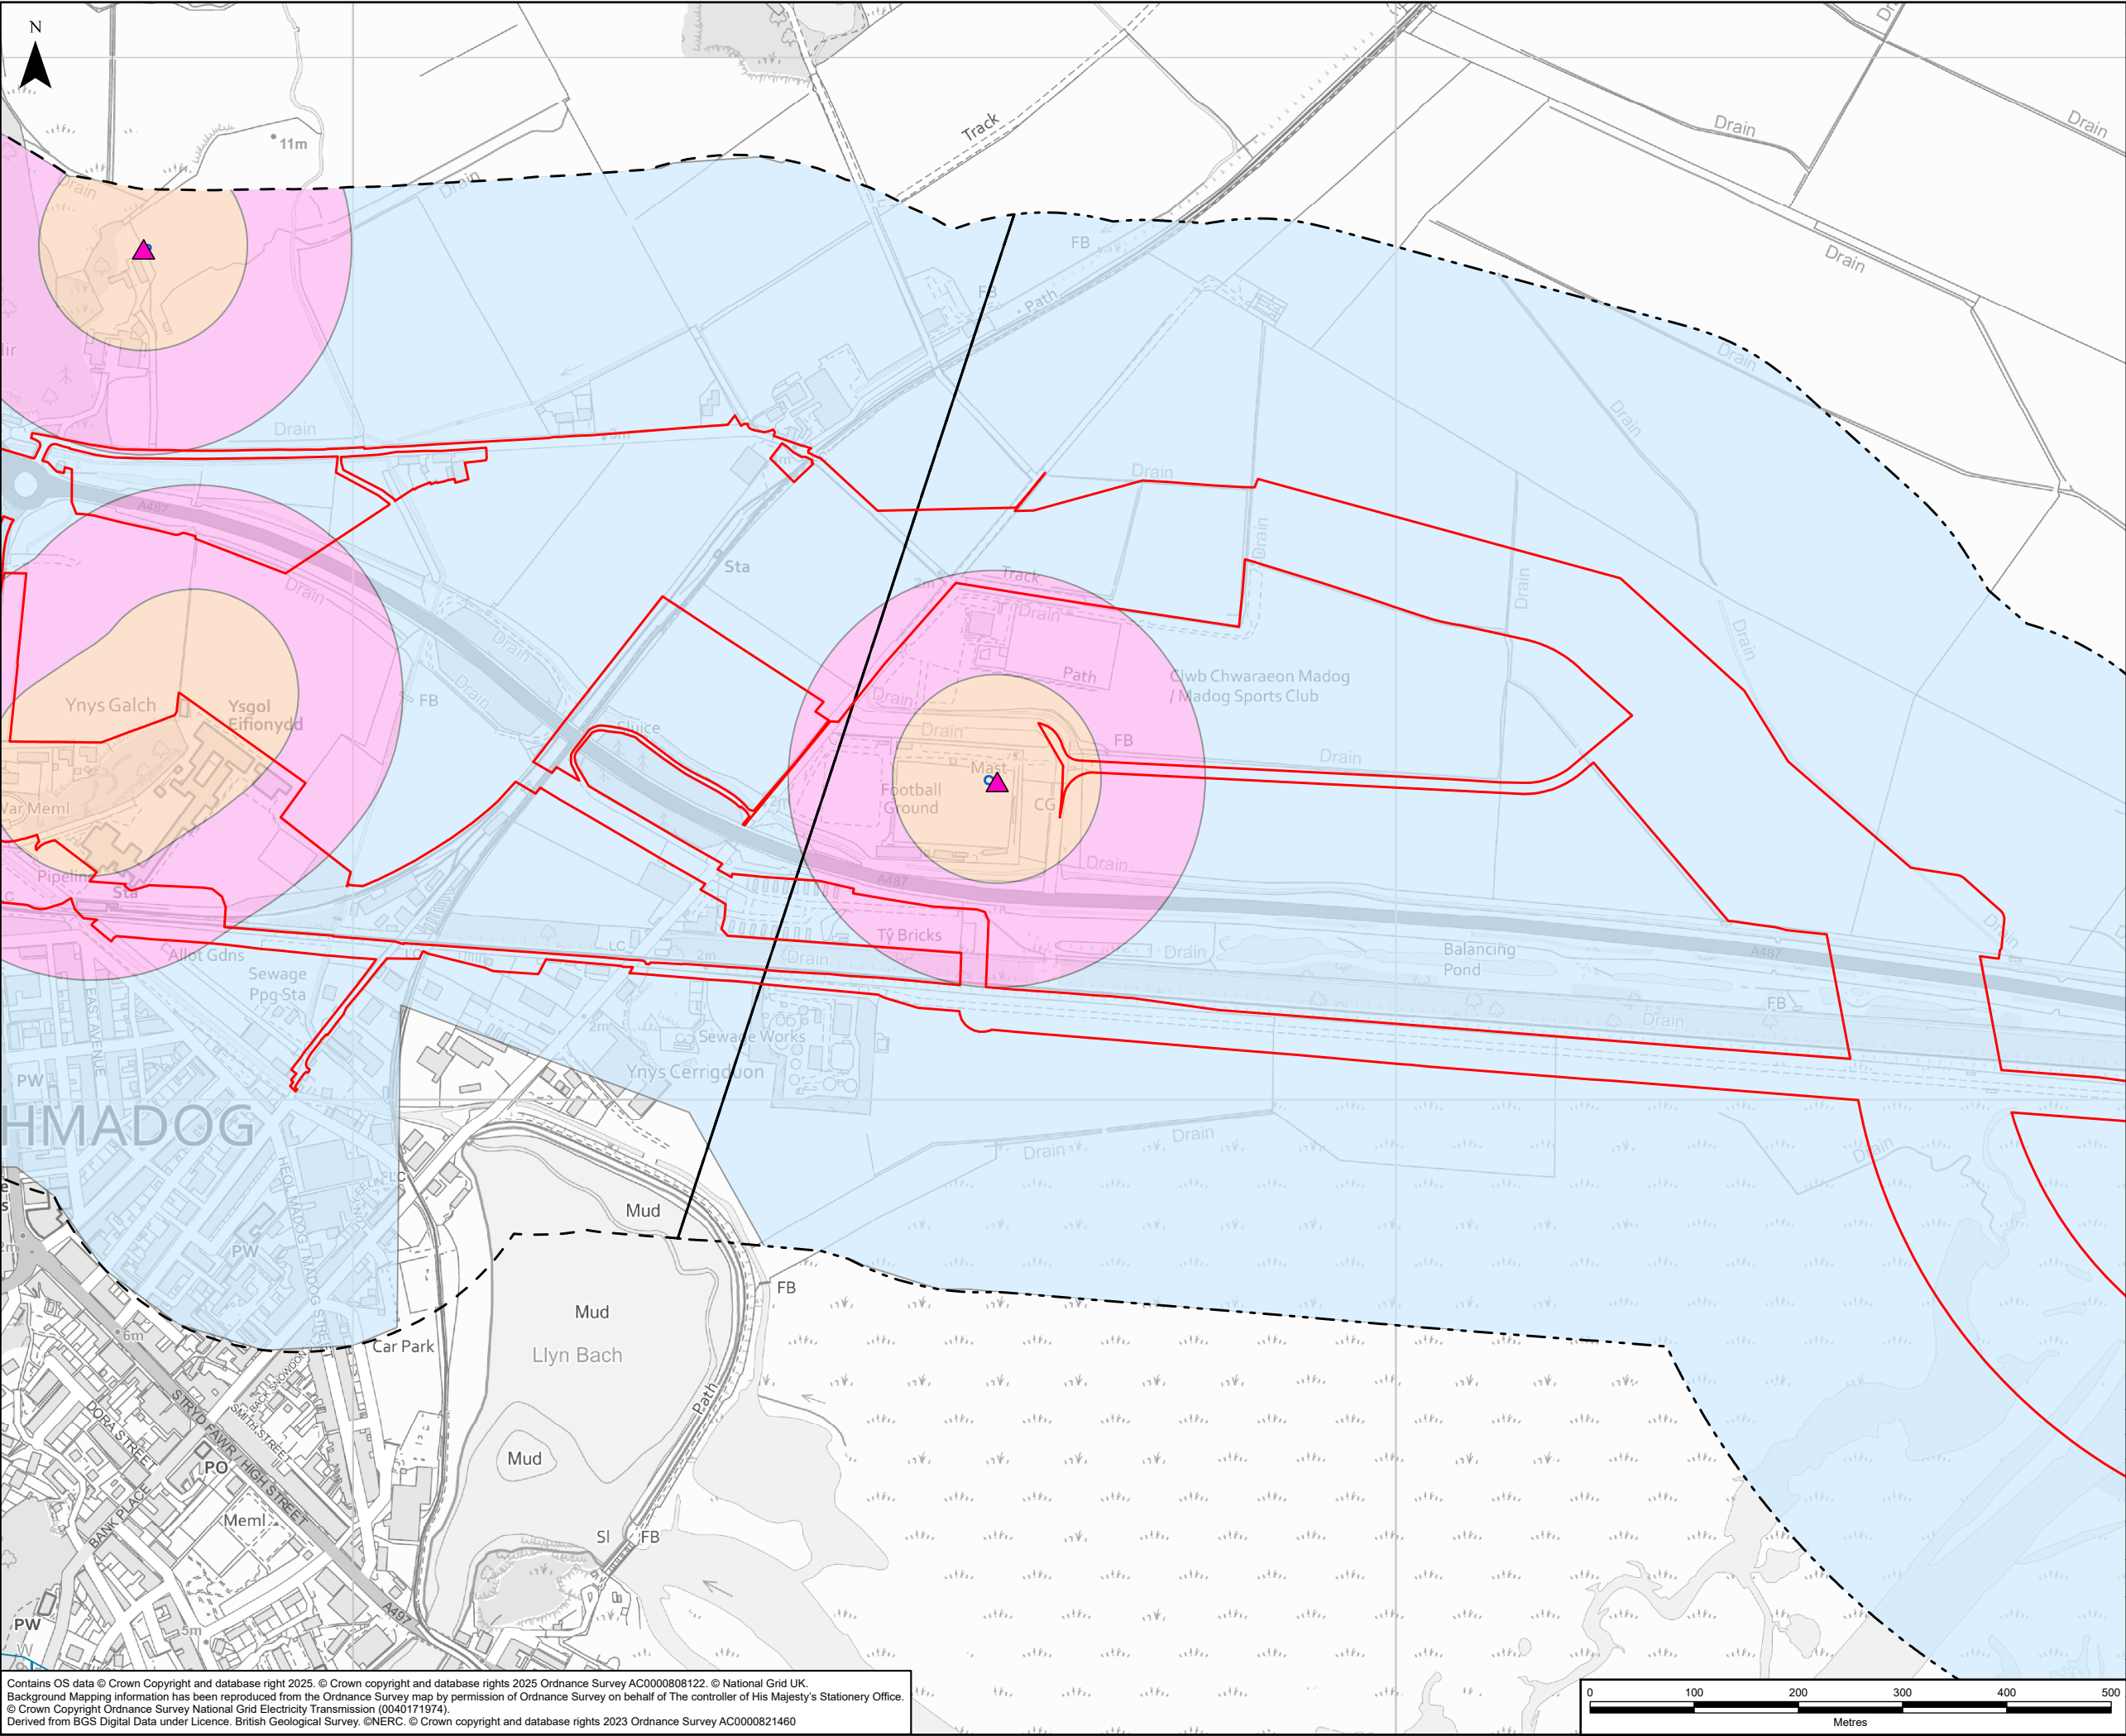 N
11m
Drain
Drain
Track
Drain
Drain
Drain
FB
FB
Path
Drain
Drain
Drain
3m
Drain
Drain
A487
Sta
Drain
Drain
Drain
2m
Track
Drain
Drain
Path
Clwb Chwaraeon Madog
/ Madog Sports Club
Drain
Ynys Galch
Ysgol
Eifionydd
FB
Drain
Sluice
Drain
Drain
FB
Drain
Mast
Football
Ground
CG
2m
War Meml
Pipeline
Sta
A487
Drain
Tŷ Bricks
Drain
Balancing
Pond
A487
Drain
FB
Drain
Allot Gdns
Sewage
Ppg Sta
LC
LC
2m
Drain
2m
Sewage Works
Ynys Cerrigduon
EAST AVENUE
PW
HMADOG
HEOL MADOG / MADOG STREET
LC
Drain
Drain
Drain
Mud
PW
FB
Mud
Llyn Bach
Car Park
6m
STRYD FAWR
HIGH STREET
BACK SNOWDON
SMITH STREET
DORA STREET
BANK PLACE
PO
Meml
Mud
Path
Sl
FB
A497
PW
5m
W
Contains OS data © Crown Copyright and database right 2025. © Crown copyright and database rights 2025 Ordnance Survey AC0000808122. © National Grid UK.
Background Mapping information has been reproduced from the Ordnance Survey map by permission of Ordnance Survey on behalf of The controller of His Majesty's Stationery Office.
© Crown Copyright Ordnance Survey National Grid Electricity Transmission (0040171974).
Derived from BGS Digital Data under Licence. British Geological Survey. ©NERC. © Crown copyright and database rights 2023 Ordnance Survey AC0000821460
0 100 200 300 400 500
Metres